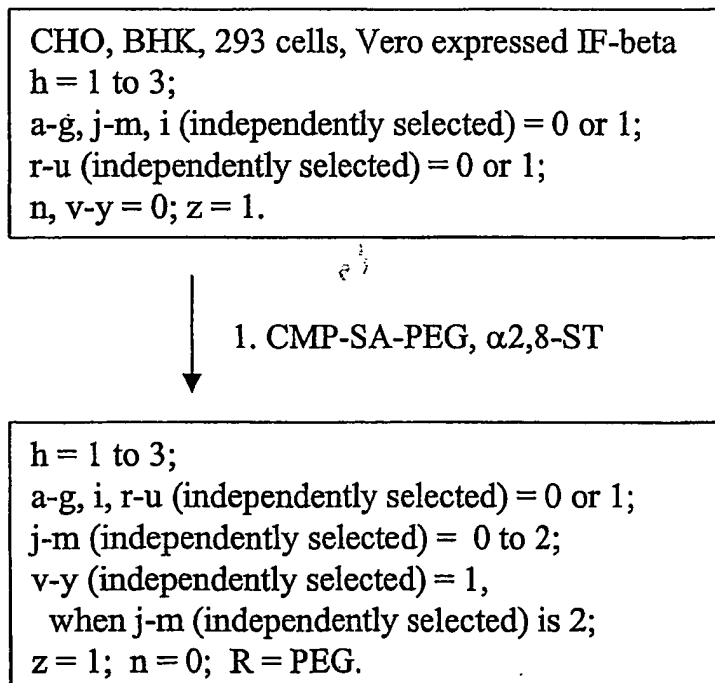 CHO, BHK, 293 cells, Vero expressed IF-beta
h = 1 to 3;
a-g, j-m, i (independently selected) = 0 or 1;
r-u (independently selected) = 0 or 1;
n, v-y = 0; z = 1.
1. CMP-SA-PEG, α2,8-ST
h = 1 to 3;
a-g, i, r-u (independently selected) = 0 or 1;
j-m (independently selected) = 0 to 2;
v-y (independently selected) = 1,
when j-m (independently selected) is 2;
z = 1; n = 0; R = PEG.